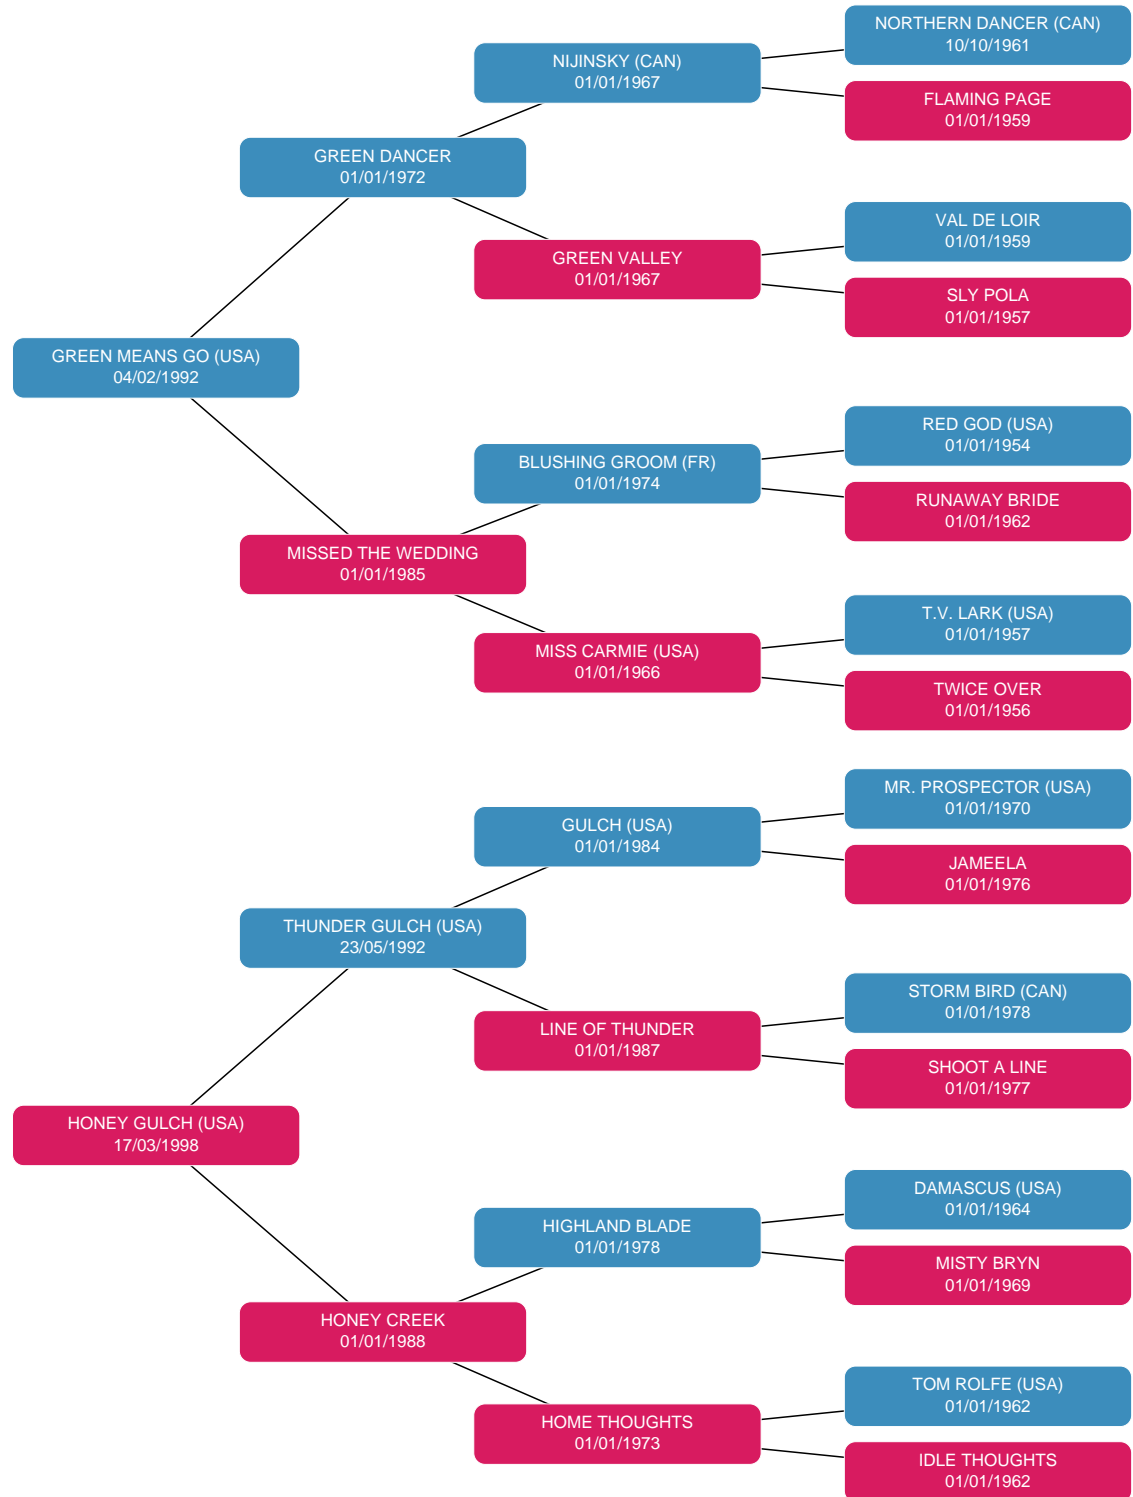 NORTHERN DANCER (CAN)
10/10/1961
NIJINSKY (CAN)
01/01/1967
FLAMING PAGE
01/01/1959
GREEN DANCER
01/01/1972
VAL DE LOIR
01/01/1959
GREEN VALLEY
01/01/1967
SLY POLA
01/01/1957
GREEN MEANS GO (USA)
04/02/1992
RED GOD (USA)
01/01/1954
BLUSHING GROOM (FR)
01/01/1974
RUNAWAY BRIDE
01/01/1962
MISSED THE WEDDING
01/01/1985
T.V. LARK (USA)
01/01/1957
MISS CARMIE (USA)
01/01/1966
TWICE OVER
01/01/1956
MR. PROSPECTOR (USA)
01/01/1970
GULCH (USA)
01/01/1984
JAMEELA
01/01/1976
THUNDER GULCH (USA)
23/05/1992
STORM BIRD (CAN)
01/01/1978
LINE OF THUNDER
01/01/1987
SHOOT A LINE
01/01/1977
HONEY GULCH (USA)
17/03/1998
DAMASCUS (USA)
01/01/1964
HIGHLAND BLADE
01/01/1978
MISTY BRYN
01/01/1969
HONEY CREEK
01/01/1988
TOM ROLFE (USA)
01/01/1962
HOME THOUGHTS
01/01/1973
IDLE THOUGHTS
01/01/1962